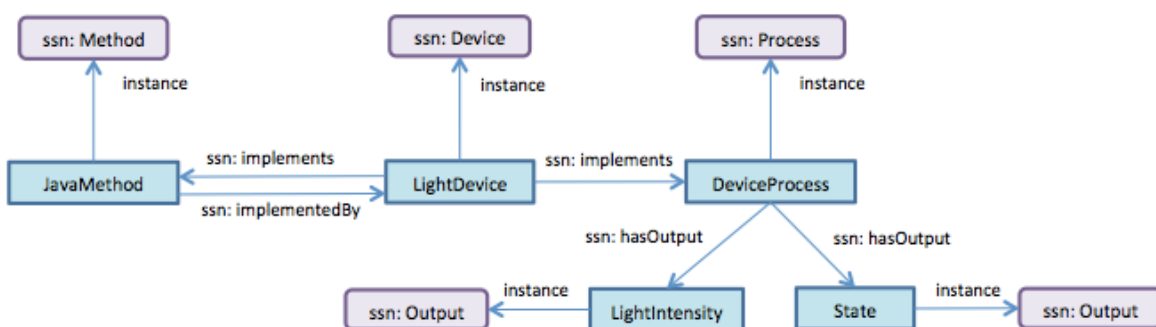 ssn: Method
ssn: Device
ssn: Process
instance
instance
instance
ssn: implements
ssn: implements
JavaMethod
LightDevice
DeviceProcess
ssn: implementedBy
ssn: hasOutput
ssn: hasOutput
instance
instance
ssn: Output
LightIntensity
State
ssn: Output